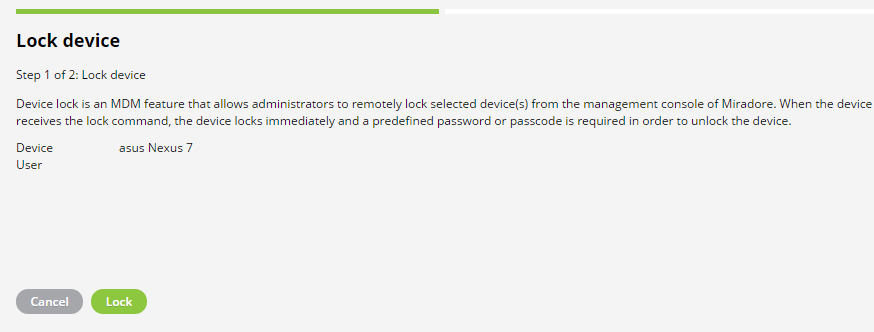 Lock device
Step 1 of 2: Lock device
Device lock is an MDM feature that allows administrators to remotely lock selected device(s) from the management console of Miradore. When the device
receives the lock command, the device locks immediately and a predefined password or passcode is required in order to unlock the device.
Device asus Nexus 7
User
Cancel Lock